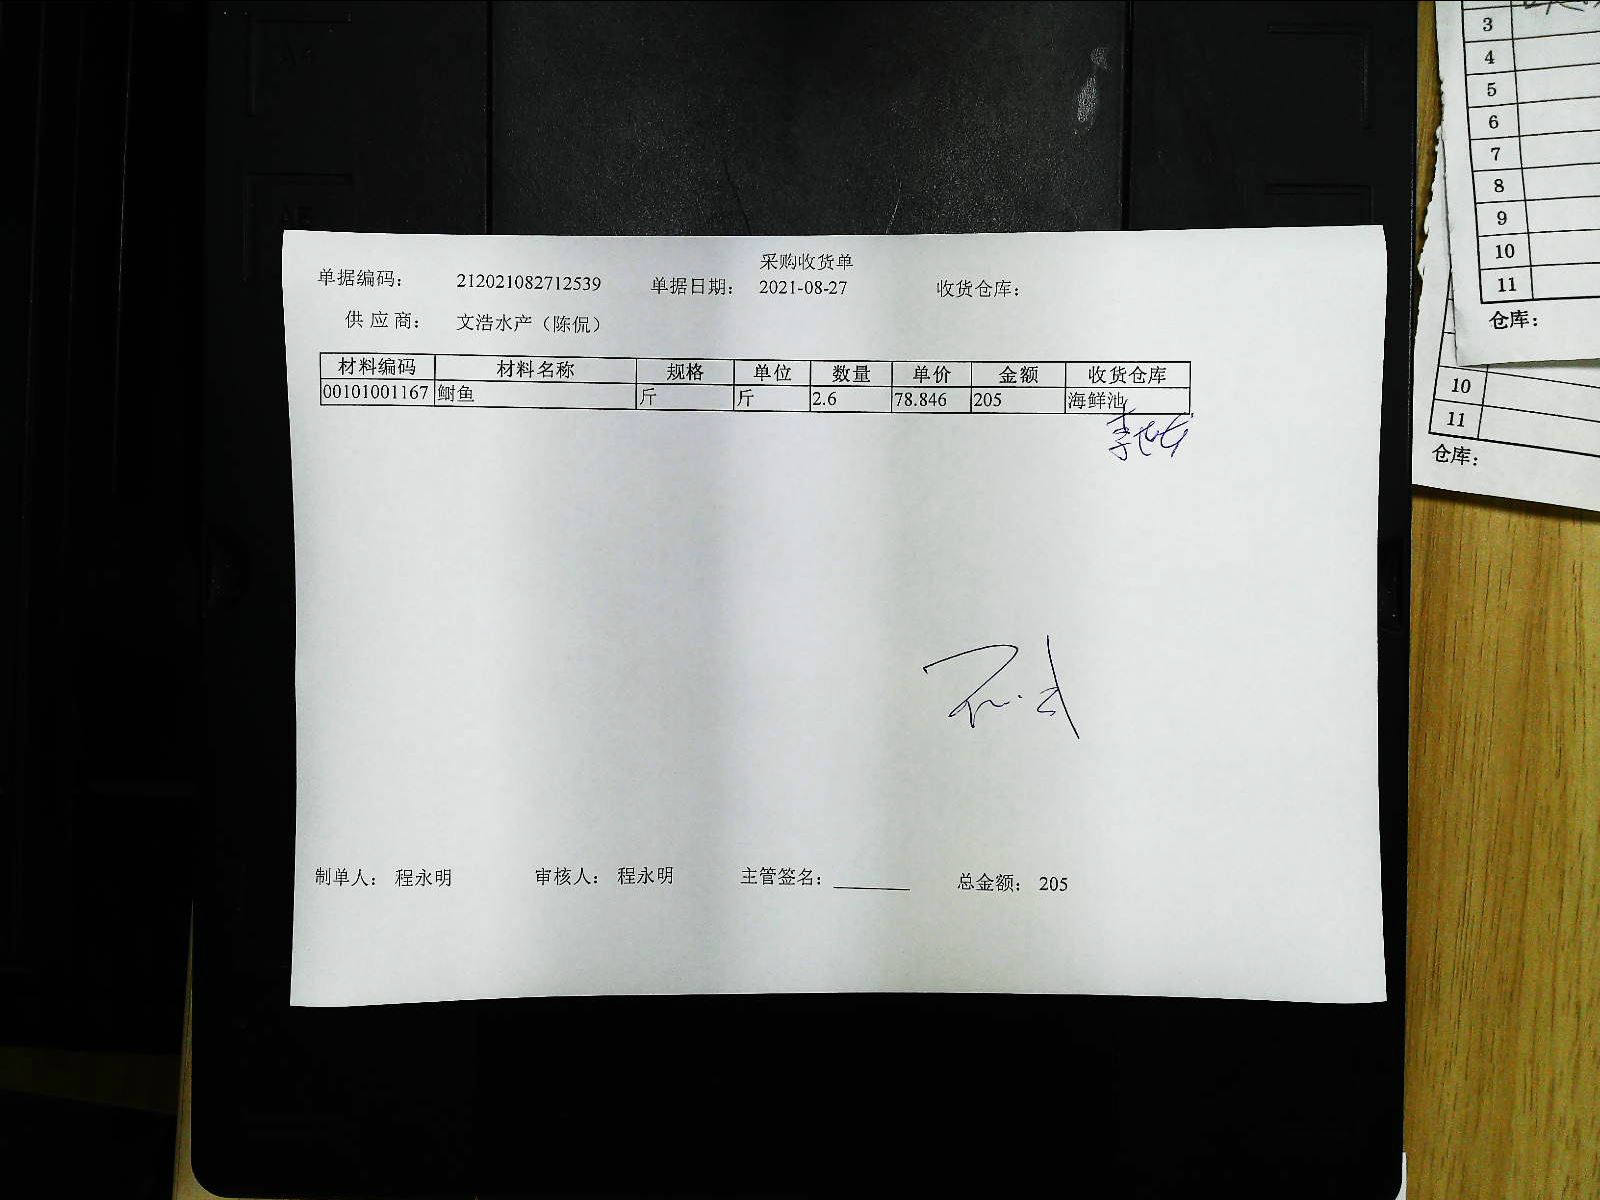 采购收货单
单据编码： 212021082712539 单据日期： 2021-08-27 收货仓库：
供应商： 文浩水产（陈侃）
材料编码 材料名称 规格 单位 数量 单价 金额 收货仓库
00101001167 鲥鱼 斤 斤 2.6 78.846 205 海鲜池
制单人： 程永明 审核人： 程永明 主管签名： 总金额： 205
3
4
5
6
7
8
9
10
11
仓库：
10
11
仓库：